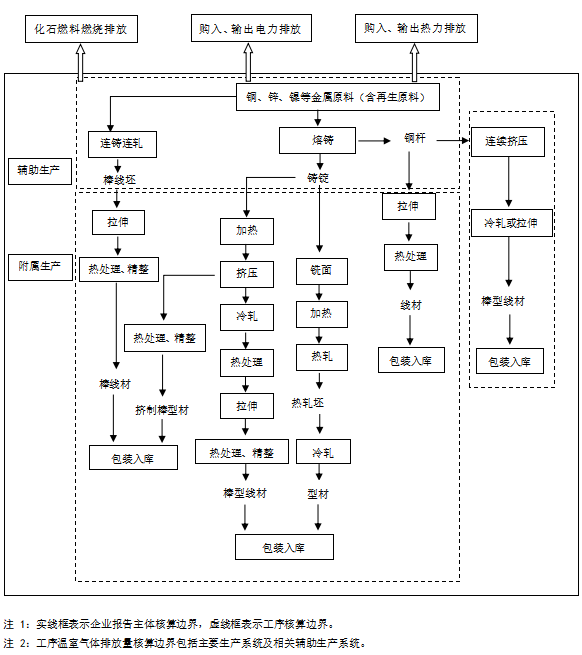 化石燃料燃烧排放
购入、输出电力排放
购入、输出热力排放
铜、锌、镍等金属原料（含再生原料）
连铸连轧
熔铸
铜杆
连续挤压
辅助生产
棒线坯
铸锭
拉伸
加热
拉伸
冷轧或拉伸
附属生产
热处理、精整
挤压
铣面
热处理
热处理、精整
冷轧
加热
线材
棒型线材
热处理
热轧
包装入库
包装入库
棒线材
挤制棒型材
拉伸
热轧坯
包装入库
热处理、精整
冷轧
棒型线材
型材
包装入库
注 1：实线框表示企业报告主体核算边界，虚线框表示工序核算边界。
注 2：工序温室气体排放量核算边界包括主要生产系统及相关辅助生产系统。